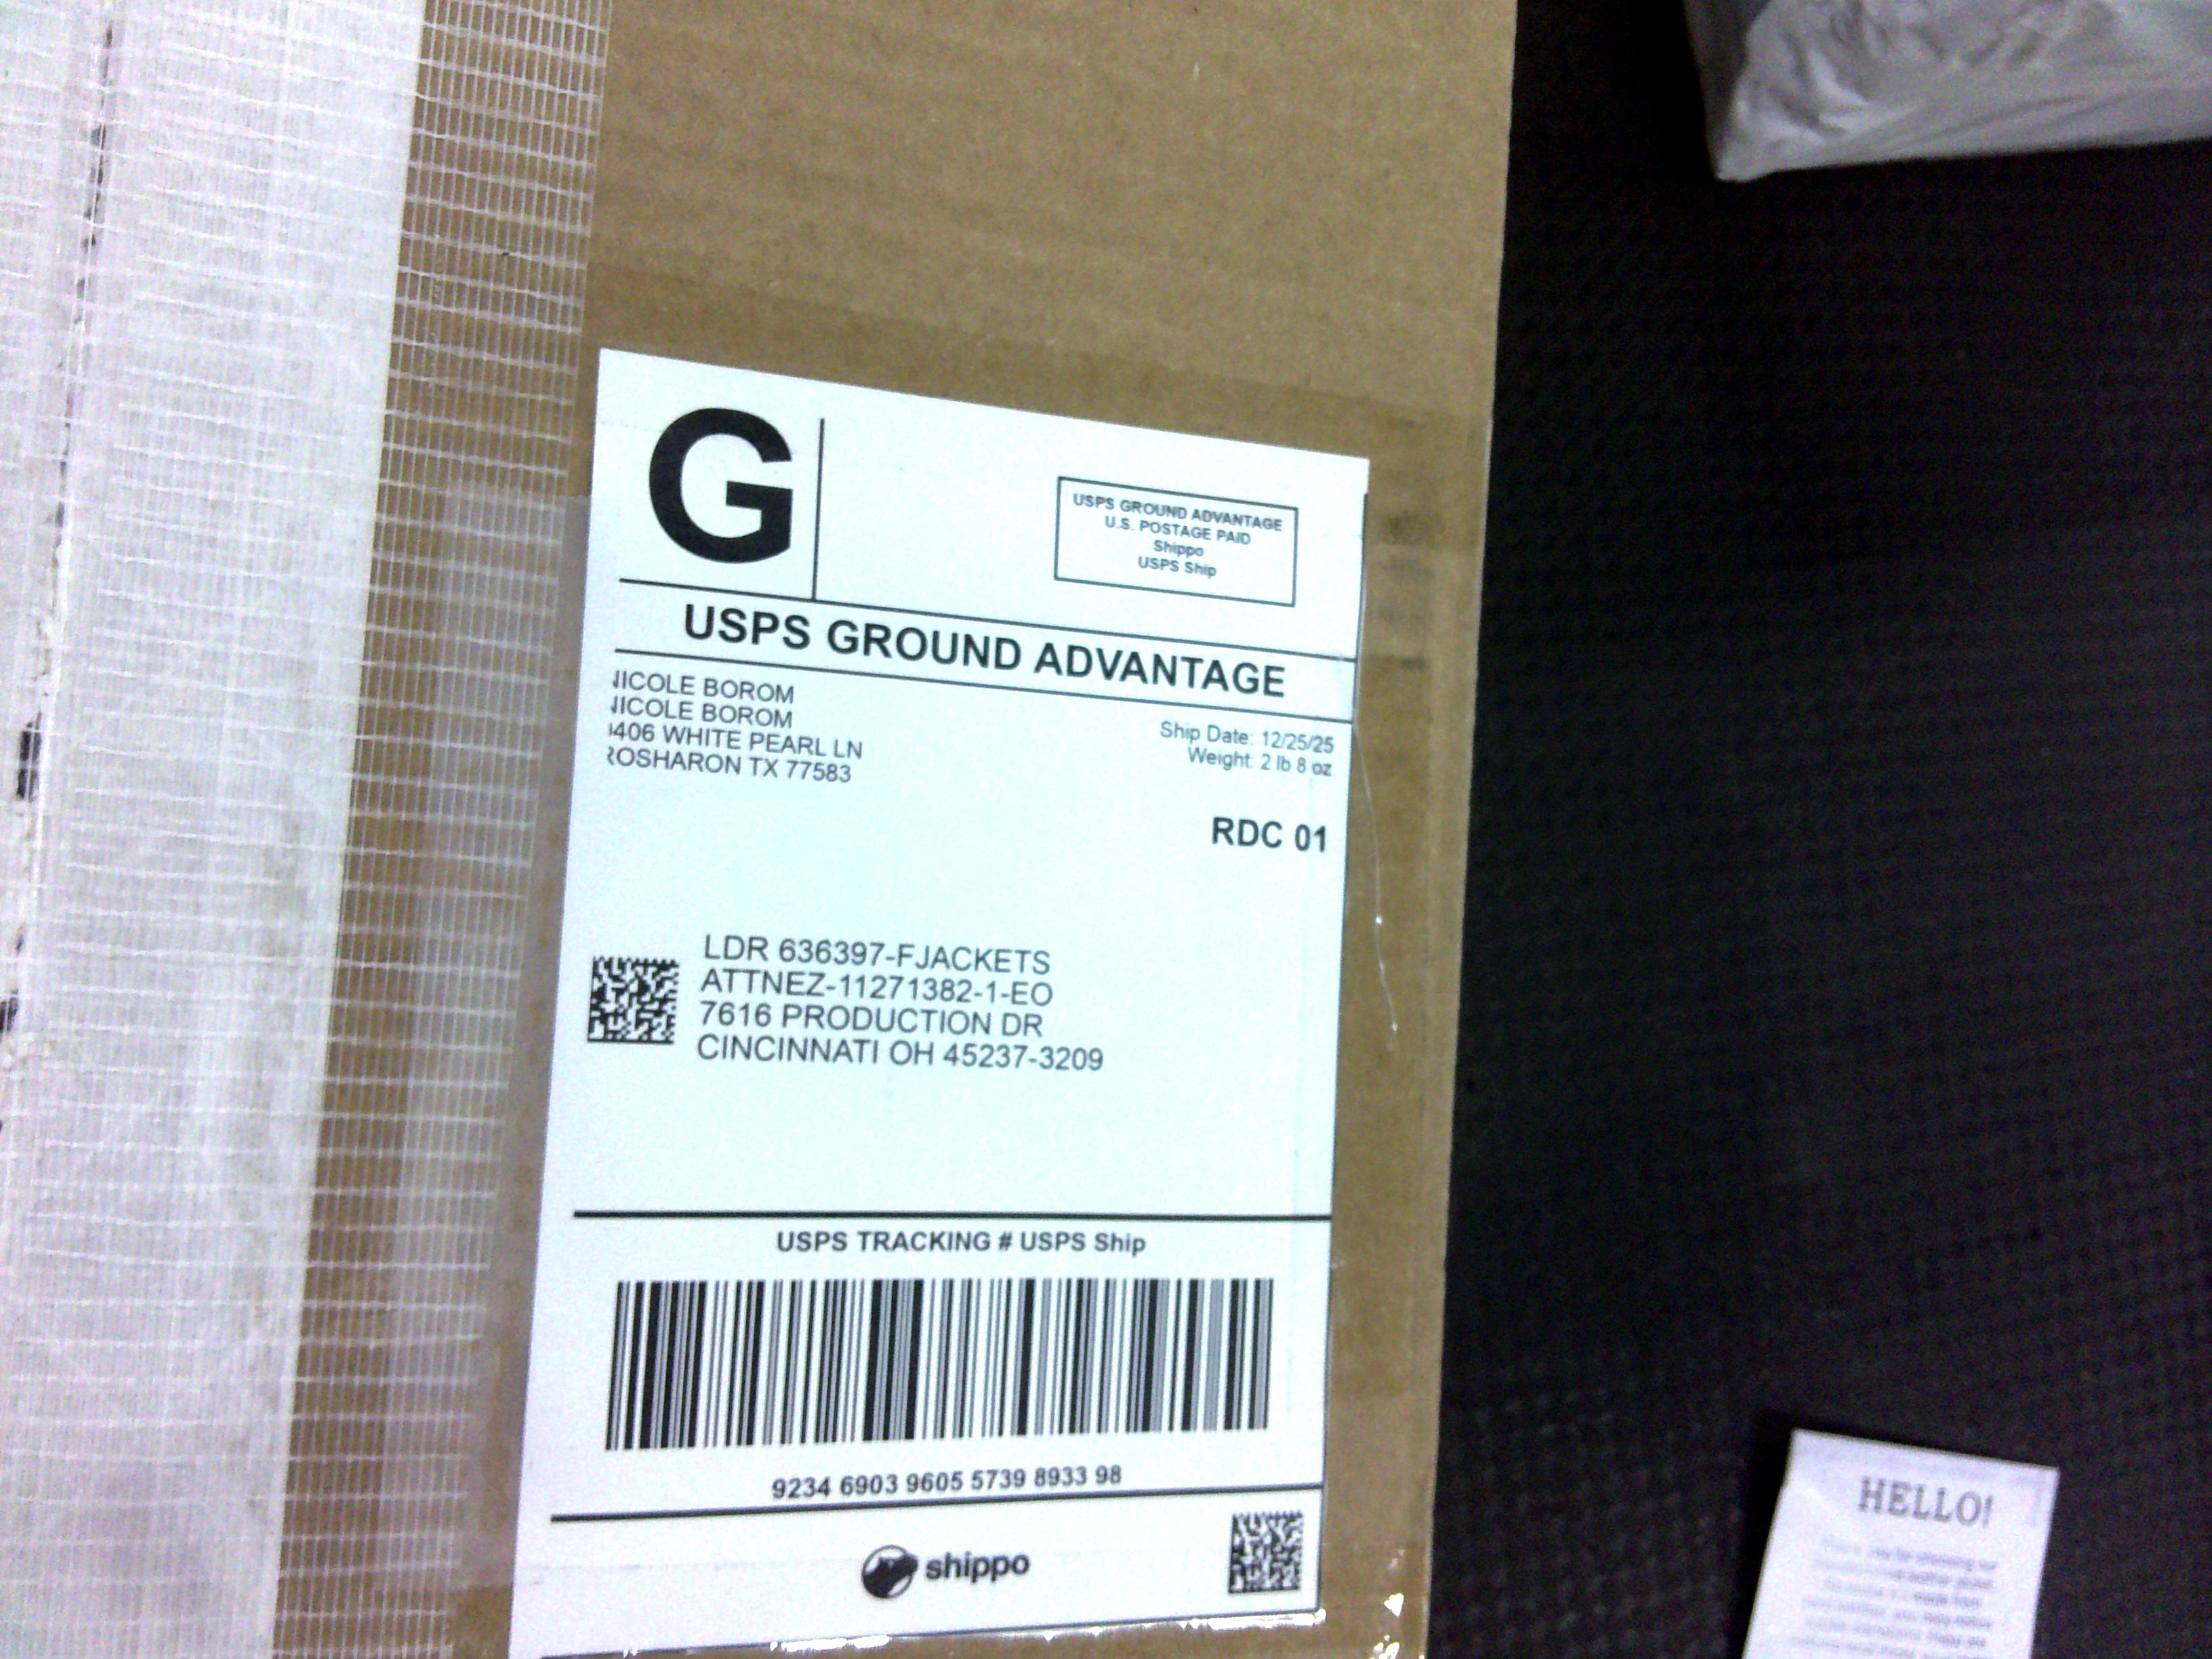 G
USPS GROUND ADVANTAGE
U.S. POSTAGE PAID
Shippo
USPS Ship
USPS GROUND ADVANTAGE
NICOLE BOROM
NICOLE BOROM
406 WHITE PEARL LN
ROSHARON TX 77583
Ship Date: 12/25/25
Weight: 2 lb 8 oz
RDC 01
LDR 636397-FJACKETS
ATTNEZ-11271382-1-EO
7616 PRODUCTION DR
CINCINNATI OH 45237-3209
USPS TRACKING # USPS Ship
9234 6903 9605 5739 8933 98
shippo
HELLO!